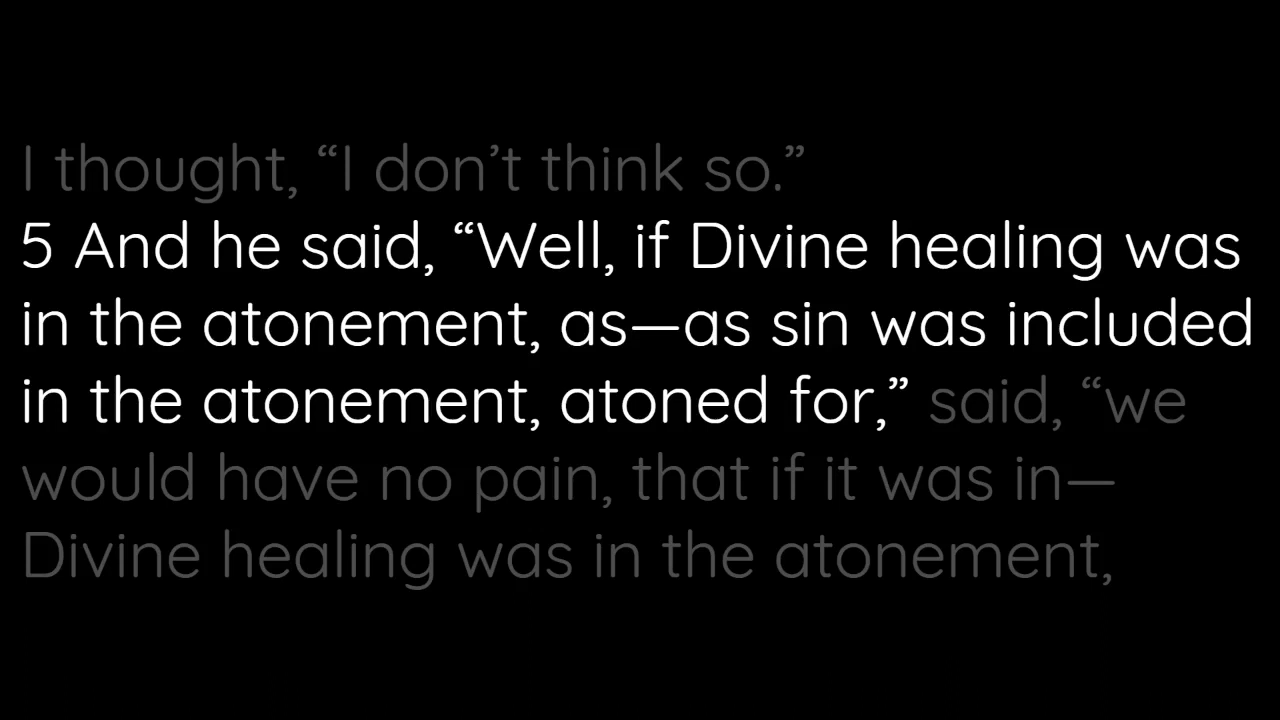 I thought, “I don’t think so.”
5 And he said, “Well, if Divine healing was
in the atonement, as—as sin was included
in the atonement, atoned for,” said, “we
would have no pain, that if it was in—
Divine healing was in the atonement,